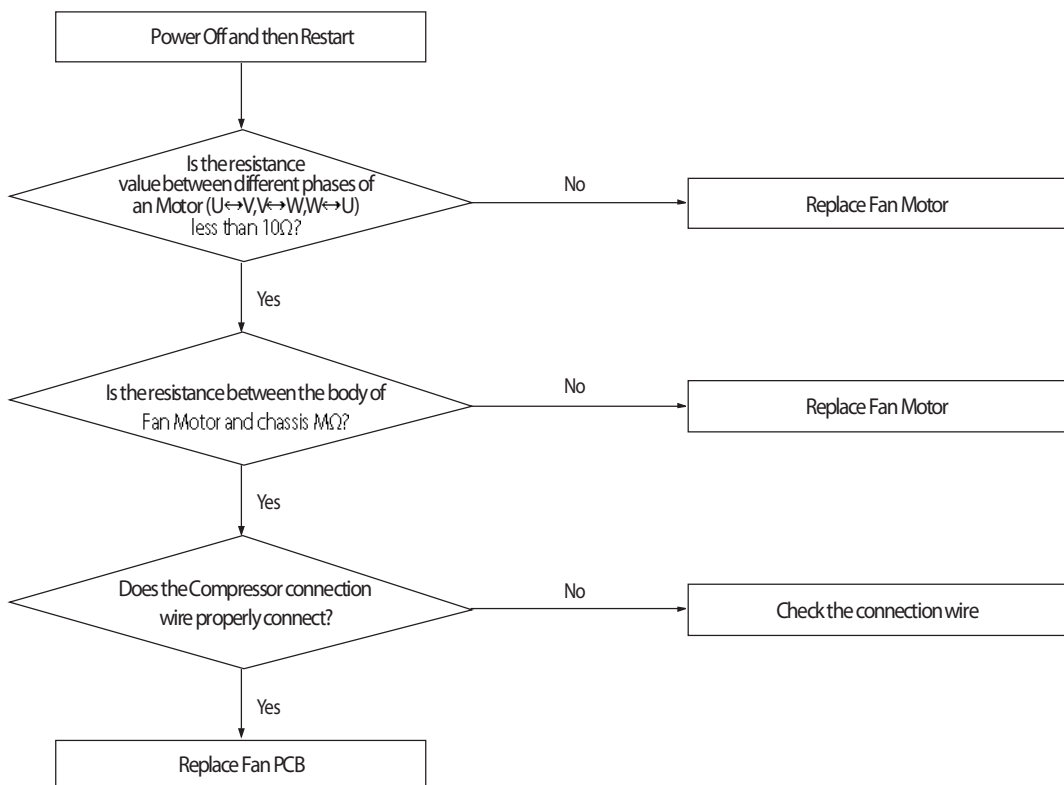 Power Off and then Restart
Is the resistance
value between different phases of
an Motor (U↔V,V↔W,W↔U)
less than 10Ω?
No
Replace Fan Motor
Yes
Is the resistance between the body of
Fan Motor and chassis MΩ?
No
Replace Fan Motor
Yes
Does the Compressor connection
wire properly connect?
No
Check the connection wire
Yes
Replace Fan PCB